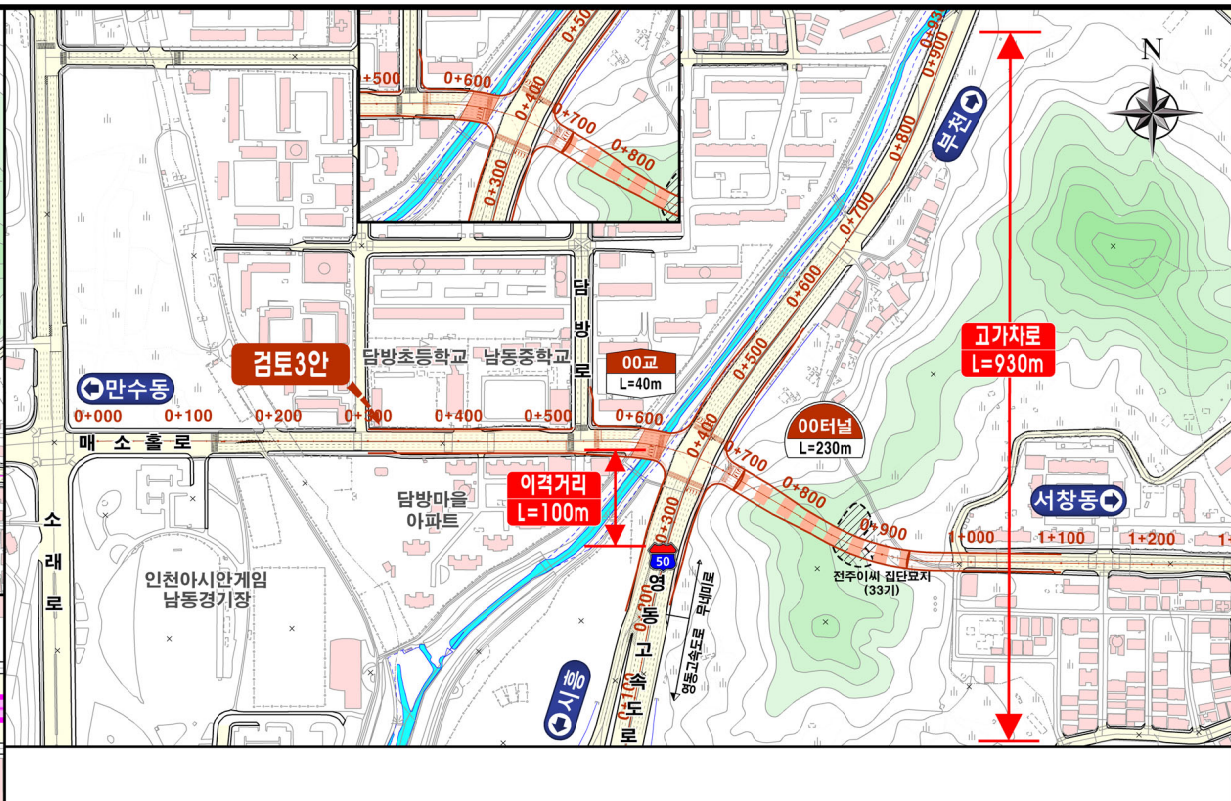 +500
0+600
0+50
0+400
0+300
0+700
0+800
0+930
0+900
0+800
0+700
0+600
0+500
0+400
0+300
0+200
0+100
N
부천
고가차로
L=930m
담방로
담방초등학교
남동중학교
00교
L=40m
검토3안
만수동
0+000
0+100
0+200
0+300
0+400
0+500
0+600
0+700
0+800
0+900
1+000
1+100
1+200
1+
매소홀로
00터널
L=230m
이격거리
L=100m
담방마을
아파트
서창동
소래로
인천아시안게임
남동경기장
50
영동고속도로
전주이씨 집단묘지
(33기)
영동고속도로
무네미로
시흥